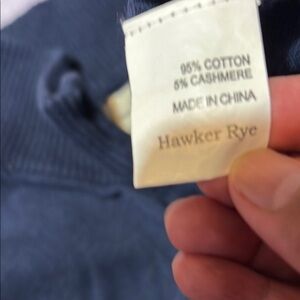 95% COTTON
5% CASHMERE
MADE IN CHINA
Hawker Rye